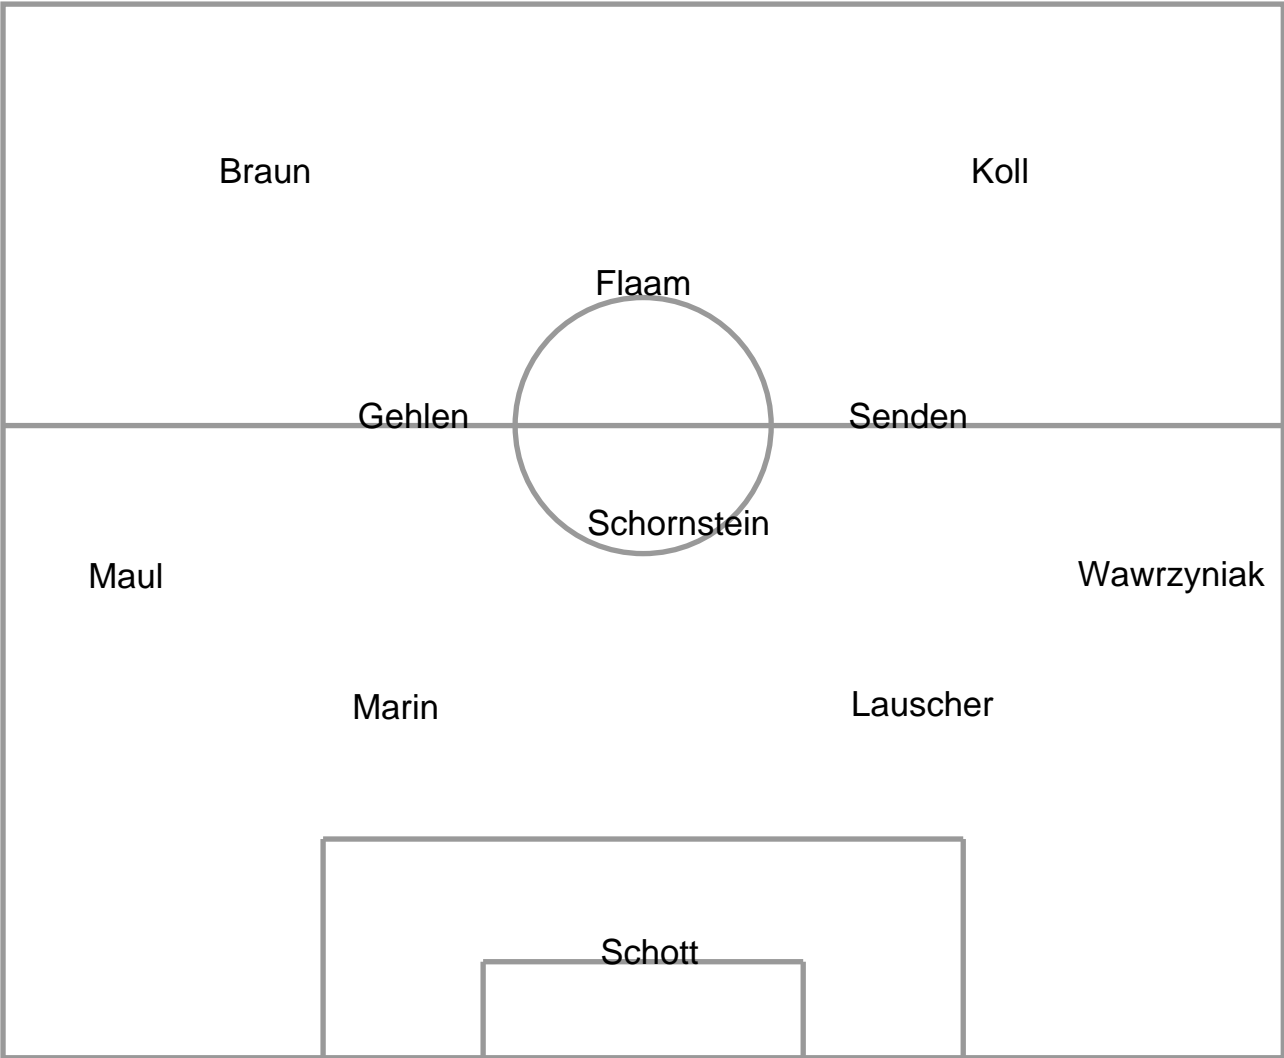 Braun
Koll
Flaam
Gehlen
Senden
Schornstein
Maul
Wawrzyniak
Marin
Lauscher
Schott